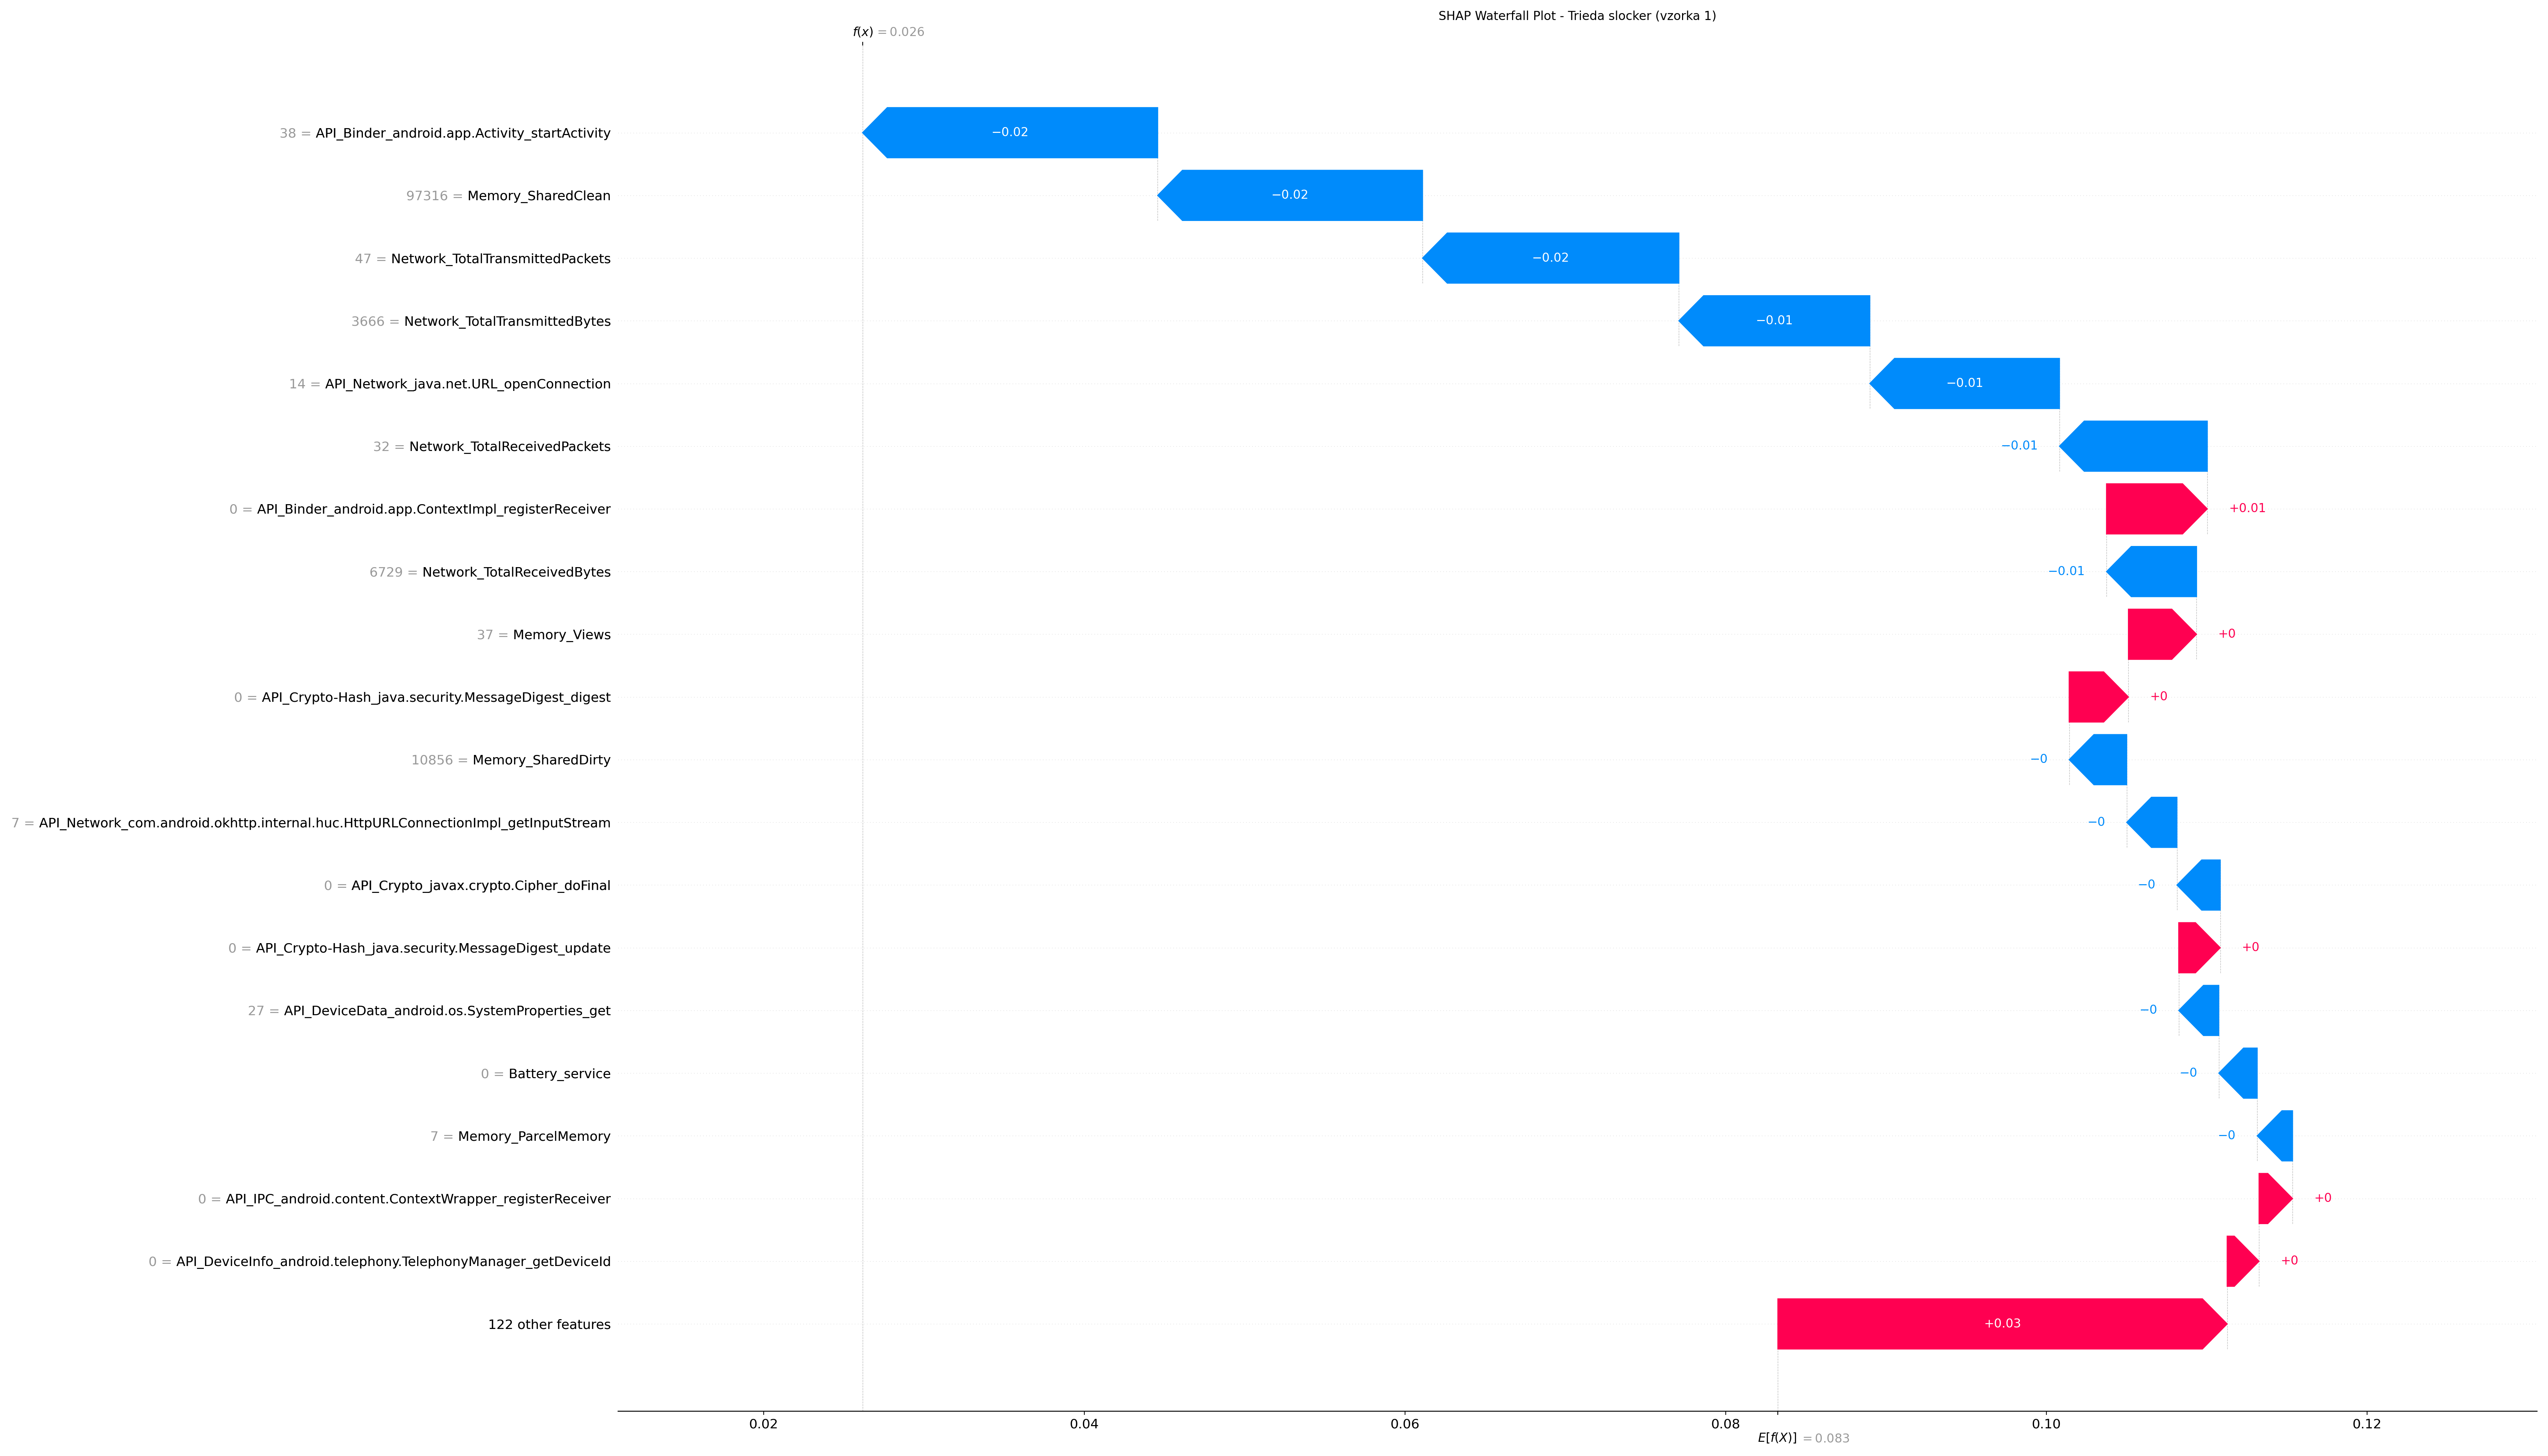 SHAP Waterfall Plot - Trieda slocker (vzorka 1)
f(x) = 0.026
38 = API_Binder_android.app.Activity_startActivity −0.02
97316 = Memory_SharedClean −0.02
47 = Network_TotalTransmittedPackets −0.02
3666 = Network_TotalTransmittedBytes −0.01
14 = API_Network_java.net.URL_openConnection −0.01
32 = Network_TotalReceivedPackets −0.01
0 = API_Binder_android.app.ContextImpl_registerReceiver +0.01
6729 = Network_TotalReceivedBytes −0.01
37 = Memory_Views +0
0 = API_Crypto-Hash_java.security.MessageDigest_digest +0
10856 = Memory_SharedDirty −0
7 = API_Network_com.android.okhttp.internal.huc.HttpURLConnectionImpl_getInputStream −0
0 = API_Crypto_javax.crypto.Cipher_doFinal −0
0 = API_Crypto-Hash_java.security.MessageDigest_update +0
27 = API_DeviceData_android.os.SystemProperties_get −0
0 = Battery_service −0
7 = Memory_ParcelMemory −0
0 = API_IPC_android.content.ContextWrapper_registerReceiver +0
0 = API_DeviceInfo_android.telephony.TelephonyManager_getDeviceId +0
122 other features +0.03
0.02 0.04 0.06 0.08 0.10 0.12
E[f(X)] = 0.083